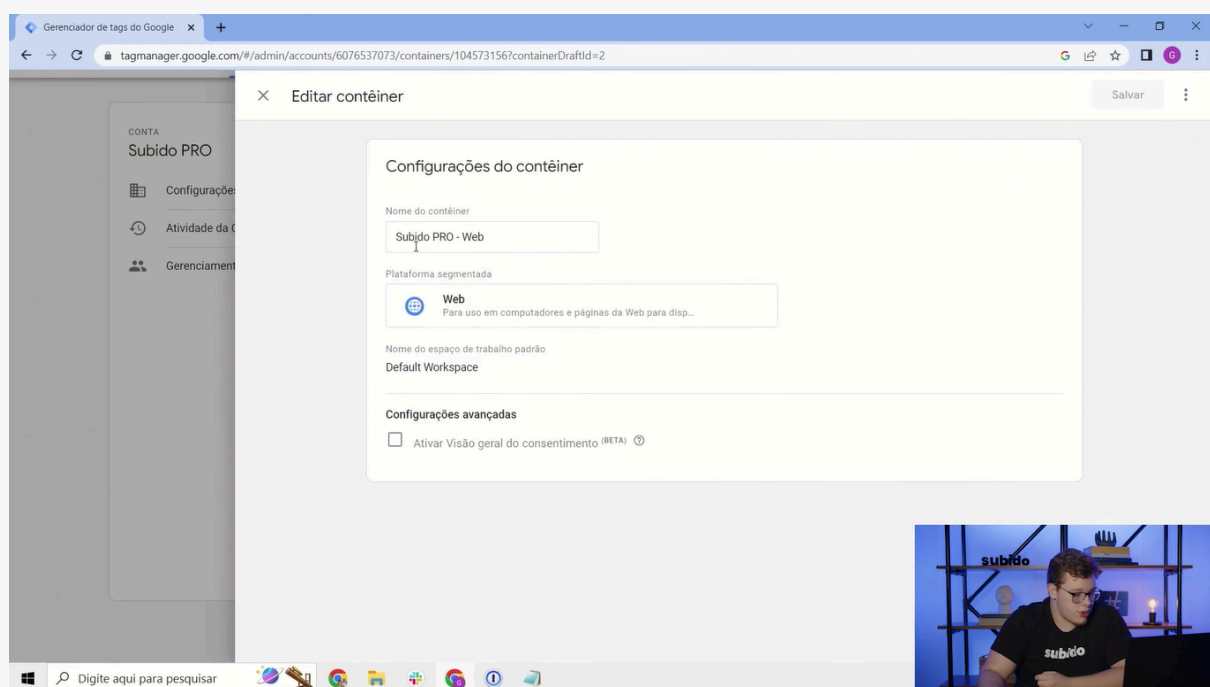 Gerenciador de tags do Google
tagmanager.google.com/#/admin/accounts/6076537073/containers/104573156?containerDraftId=2
G
Editar contêiner
Salvar
CONTA
Subido PRO
Configurações
Atividade da
Gerenciament
Configurações do contêiner
Nome do contêiner
Subido PRO - Web
Plataforma segmentada
Web
Para uso em computadores e páginas da Web para disp...
Nome do espaço de trabalho padrão
Default Workspace
Configurações avançadas
Ativar Visão geral do consentimento (BETA)
subido
#
subido
Digite aqui para pesquisar